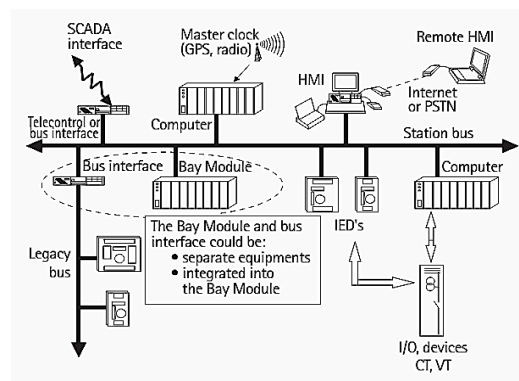 SCADA
interface
Master clock
(GPS, radio)
Remote HMI
HMI
Internet
or PSTN
Telecontrol or
bus interface
Computer
Station bus
Bus interface
Bay Module
Computer
The Bay Module and bus
interface could be:
• separate equipments
• integrated into
the Bay Module
IED's
Legacy
bus
I/O, devices
CT, VT